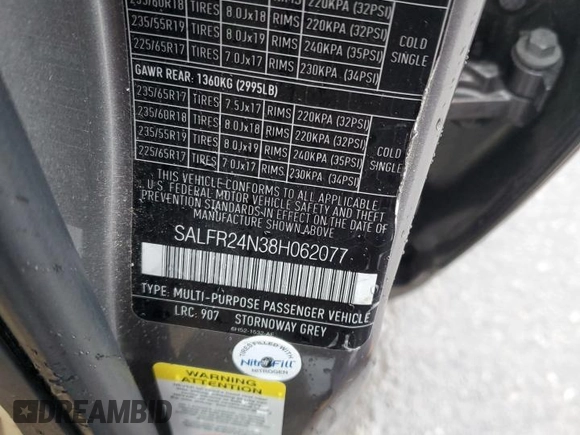 235/60R18 TIRES 8.0Jx18 RIMS 220KPA (32PSI)
235/55R19 TIRES 8.0Jx19 RIMS 240KPA (35PSI) COLD
225/65R17 TIRES 7.0Jx17 RIMS 230KPA (34PSI) SINGLE
GAWR REAR: 1360KG (2995LB)
235/65R17 TIRES 7.5Jx17 RIMS 220KPA (32PSI)
235/60R18 TIRES 8.0Jx18 RIMS 220KPA (32PSI)
235/55R19 TIRES 8.0Jx19 RIMS 240KPA (35PSI) COLD
225/65R17 TIRES 7.0Jx17 RIMS 230KPA (34PSI) SINGLE
THIS VEHICLE CONFORMS TO ALL APPLICABLE
U.S. FEDERAL MOTOR VEHICLE SAFETY AND THEFT
PREVENTION STANDARDS IN EFFECT ON THE DATE OF
MANUFACTURE SHOWN ABOVE
SALFR24N38H062077
TYPE: MULTI-PURPOSE PASSENGER VEHICLE
LRC: 907 STORNOWAY GREY
TIRES FILLED WITH
NitroFill
NITROGEN
WARNING
ATTENTION
DREAMBID